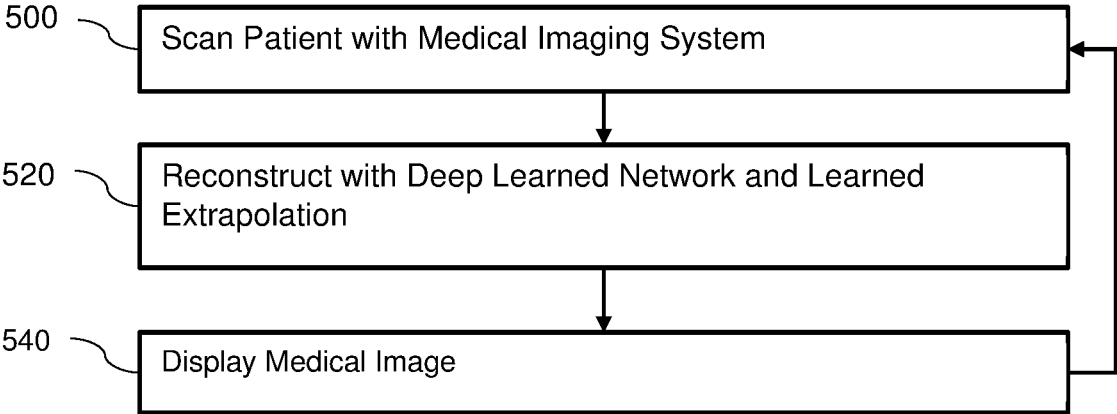 500
Scan Patient with Medical Imaging System
520
Reconstruct with Deep Learned Network and Learned
Extrapolation
540
Display Medical Image